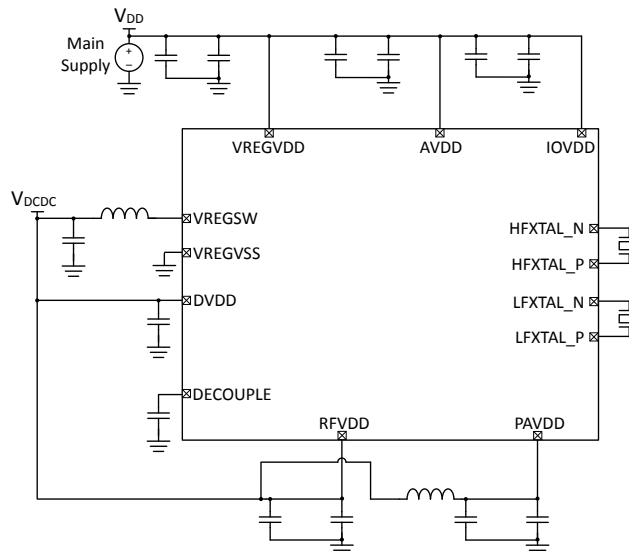 VDD
Main
Supply
+
−
VREGVDD
AVDD
IOVDD
VDCDC
VREGSW
HFXTAL_N
VREGVSS
HFXTAL_P
DVDD
LFXTAL_N
LFXTAL_P
DECOUPLE
RFVDD
PAVDD